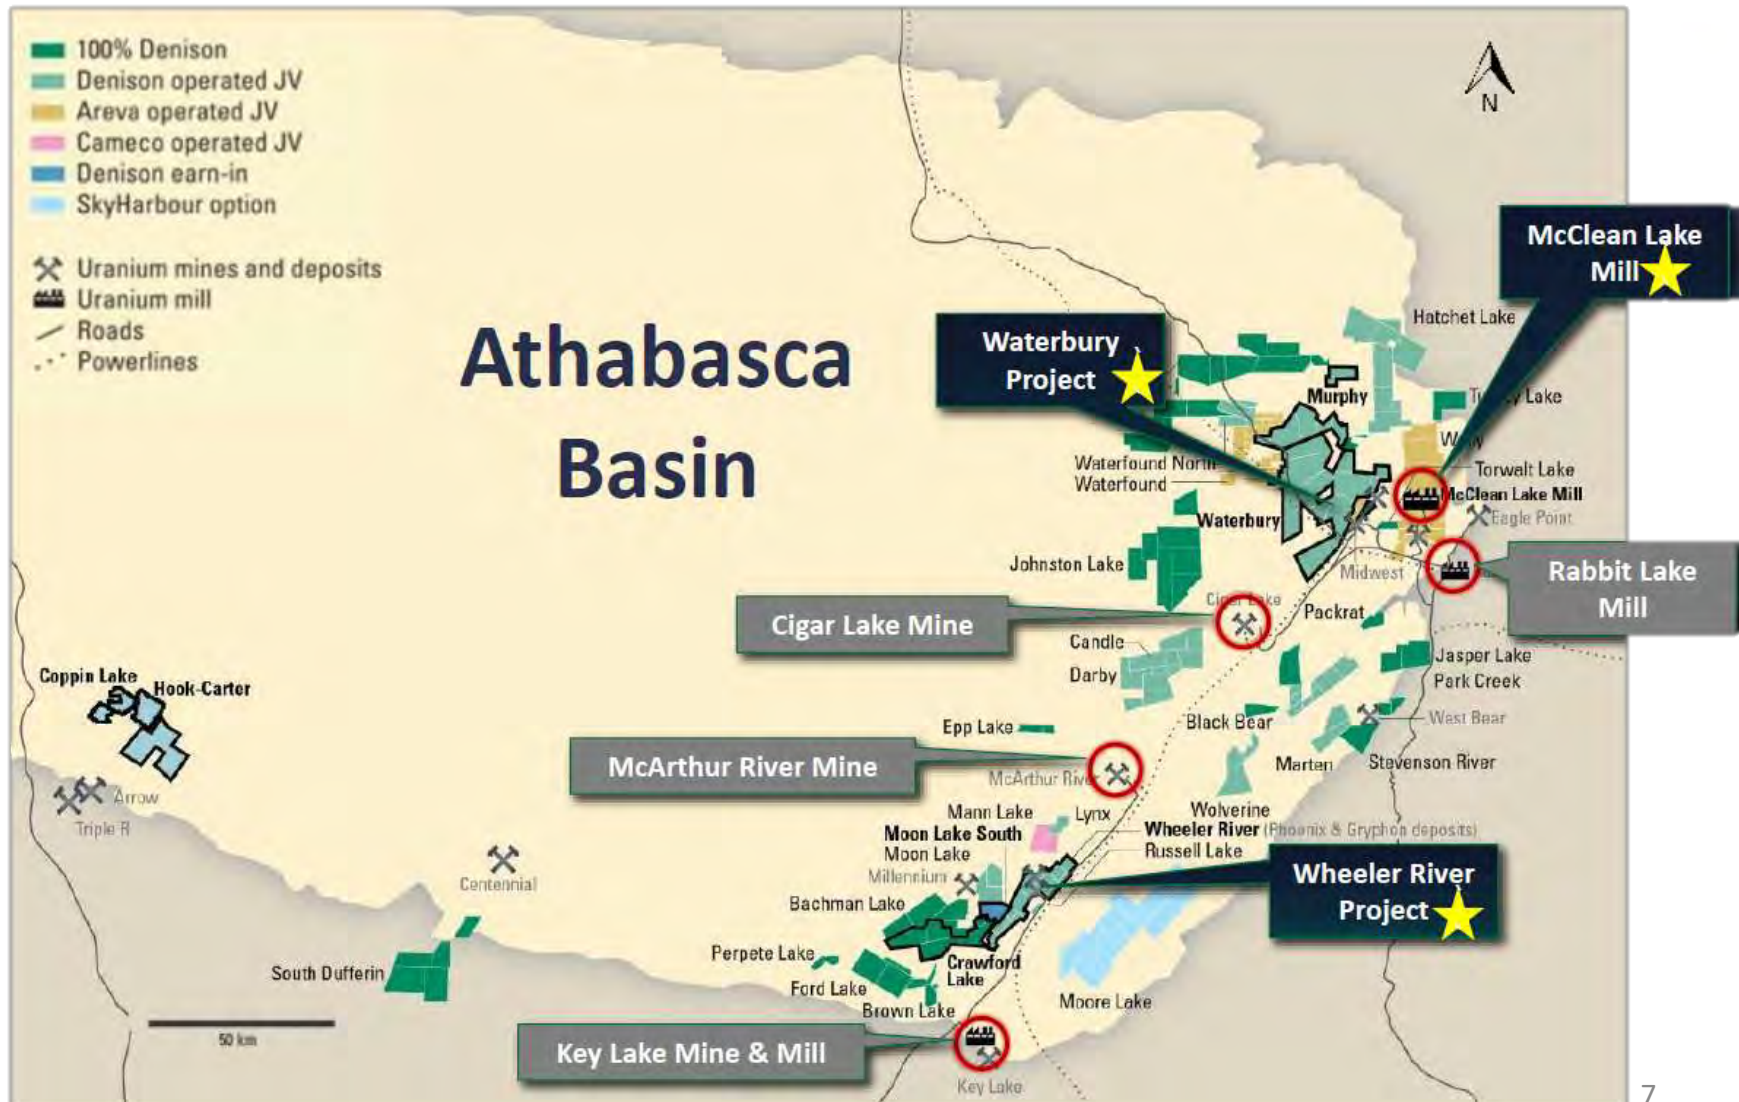 100% Denison
Denison operated JV
Areva operated JV
Cameco operated JV
Denison earn-in
SkyHarbour option
Uranium mines and deposits
Uranium mill
Roads
Powerlines
Athabasca
Basin
N
McClean Lake
Mill
Hatchet Lake
Waterbury
Project
Murphy
Lake
Waterfound North
Waterfound
Torwalt Lake
McClean Lake Mill
Eagle Point
Waterbury
Johnston Lake
Midwest
Rabbit Lake
Mill
Cigar Lake
Packrat
Cigar Lake Mine
Candle
Darby
Jasper Lake
Park Creek
Coppin Lake
Hook-Carter
Epp Lake
Black Bear
West Bear
McArthur River Mine
McArthur River
Marten
Stevenson River
Arrow
Triple R
Mann Lake
Lynx
Wolverine
Moon Lake South
Wheeler River (Phoenix & Gryphon deposits)
Moon Lake
Russell Lake
Millennium
Centennial
Wheeler River
Project
Bachman Lake
Perpete Lake
Crawford
Lake
South Dufferin
Ford Lake
Moore Lake
Brown Lake
50 km
Key Lake Mine & Mill
Key Lake
7